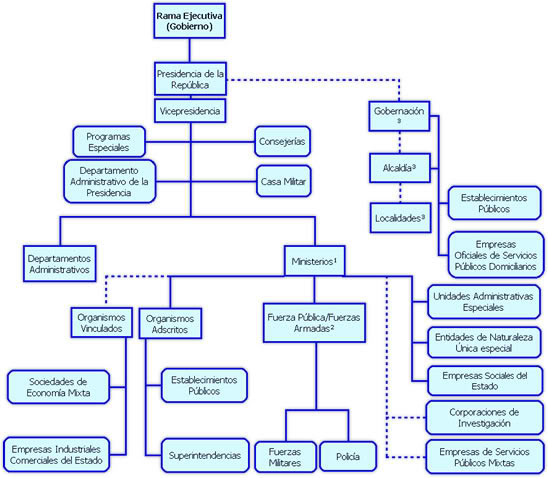 Rama Ejecutiva
(Gobierno)
Presidencia de la
República
Vicepresidencia
Gobernación
3
Programas
Especiales
Consejerías
Alcaldía³
Departamento
Administrativo de la
Presidencia
Casa Militar
Localidades³
Establecimientos
Públicos
Departamentos
Administrativos
Ministerios¹
Empresas
Oficiales de Servicios
Públicos Domicilarios
Organismos
Vinculados
Organismos
Adscritos
Fuerza Pública/Fuerzas
Armadas²
Unidades Administrativas
Especiales
Entidades de Naturaleza
Única especial
Sociedades de
Economía Mixta
Establecimientos
Públicos
Empresas Sociales del
Estado
Corporaciones de
Investigación
Empresas Industriales
Comerciales del Estado
Superintendencias
Fuerzas
Militares
Policía
Empresas de Servicios
Públicos Mixtas